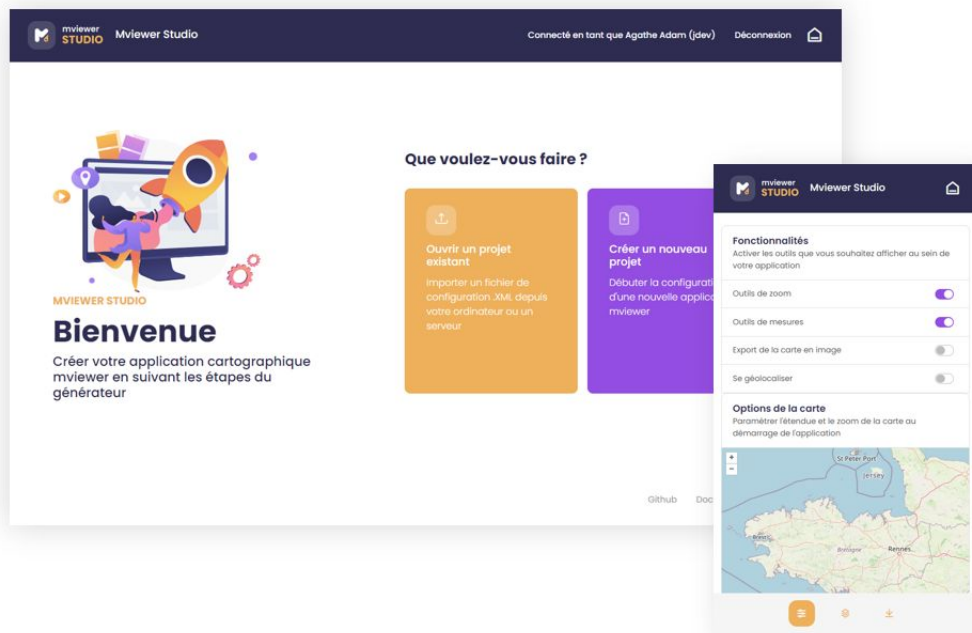 mviewer
STUDIO
Mviewer Studio
Connecté en tant que Agathe Adam (jdev)
Déconnexion
MVIEWER STUDIO
Bienvenue
Créer votre application cartographique
mviewer en suivant les étapes du
générateur
Que voulez-vous faire ?
Ouvrir un projet
existant
Importer un fichier de
configuration .XML depuis
votre ordinateur ou un
serveur
Créer un nouveau
projet
Débuter la
d'une nouvelle
mviewer
Github
mviewer
STUDIO
Mviewer Studio
Fonctionnalités
Activer les outils que vous souhaitez afficher au sein de
votre application
Outils de zoom
Outils de mesures
Export de la carte en image
Se géolocaliser
Options de la carte
Paramétrer l'étendue et le zoom de la carte au
démarrage de l'application
+
−
St Peter Port
Jersey
Brest
Bretagne
Rennes